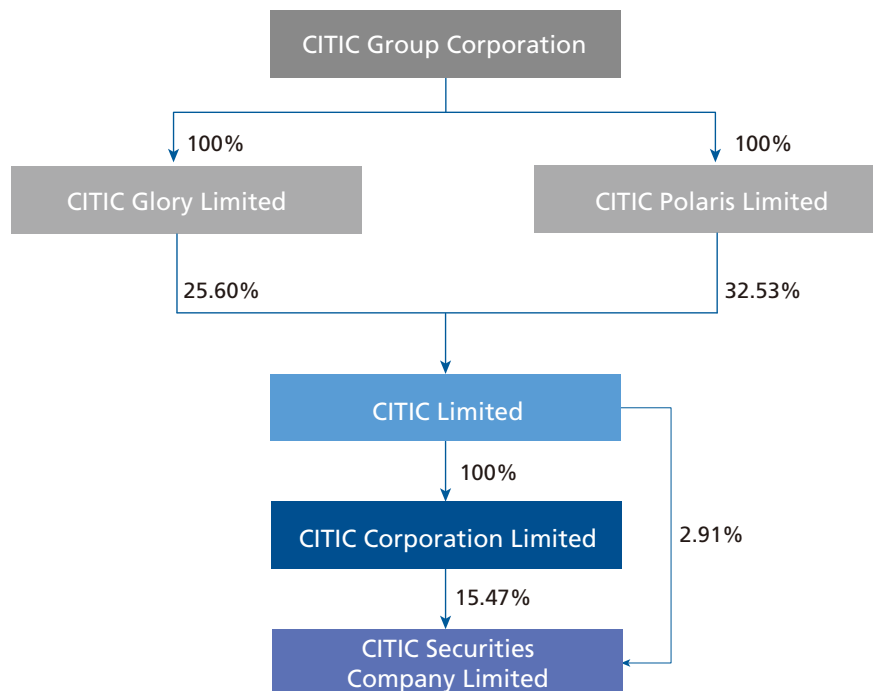 CITIC Group Corporation
100%
100%
CITIC Glory Limited
CITIC Polaris Limited
25.60%
32.53%
CITIC Limited
100%
CITIC Corporation Limited
2.91%
15.47%
CITIC Securities
Company Limited